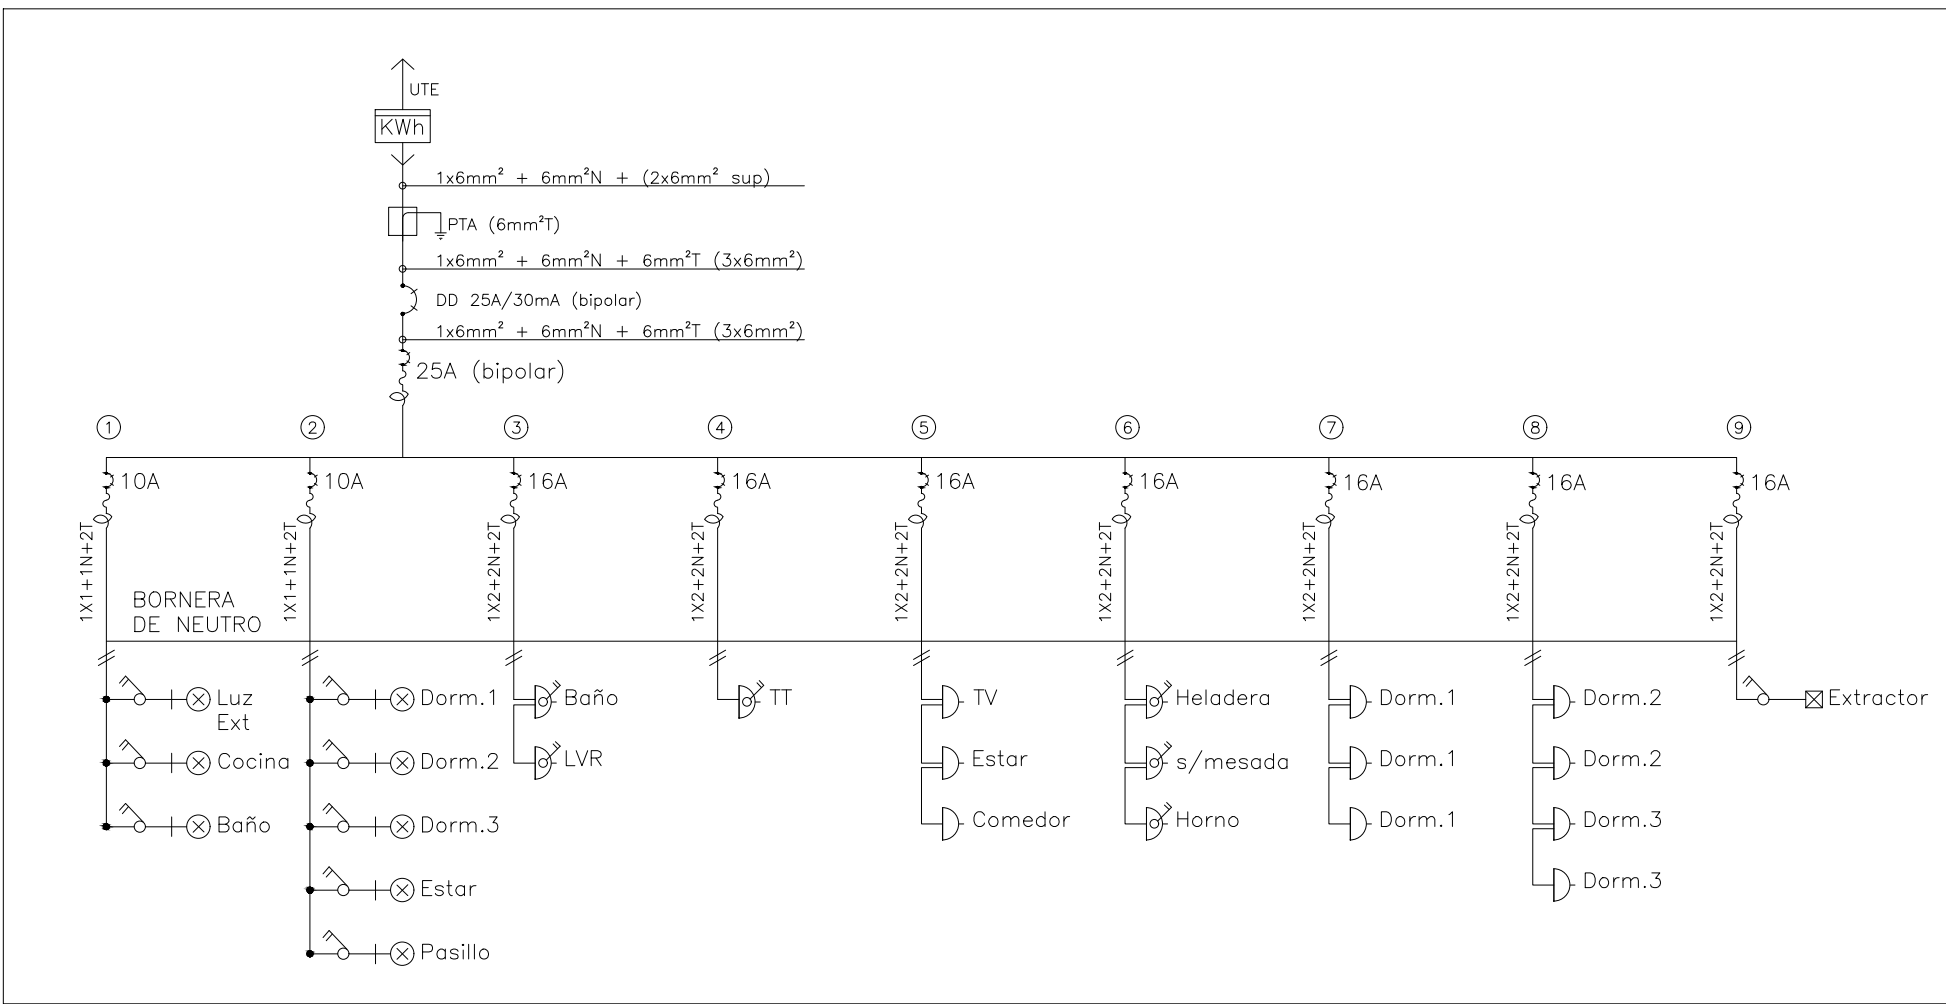 UTE
KWh
1x6mm² + 6mm²N + (2x6mm² sup)
PTA (6mm²T)
1x6mm² + 6mm²N + 6mm²T (3x6mm²)
DD 25A/30mA (bipolar)
1x6mm² + 6mm²N + 6mm²T (3x6mm²)
25A (bipolar)
1 2 3 4 5 6 7 8 9
10A 10A 16A 16A 16A 16A 16A 16A 16A
1X1+1N+2T
1X1+1N+2T
1X2+2N+2T
1X2+2N+2T
1X2+2N+2T
1X2+2N+2T
1X2+2N+2T
1X2+2N+2T
1X2+2N+2T
BORNERA
DE NEUTRO
Luz
Ext
Cocina
Baño
Dorm.1
Dorm.2
Dorm.3
Estar
Pasillo
Baño
LVR
TT
TV
Estar
Comedor
Heladera
s/mesada
Horno
Dorm.1
Dorm.1
Dorm.1
Dorm.2
Dorm.2
Dorm.3
Dorm.3
Extractor